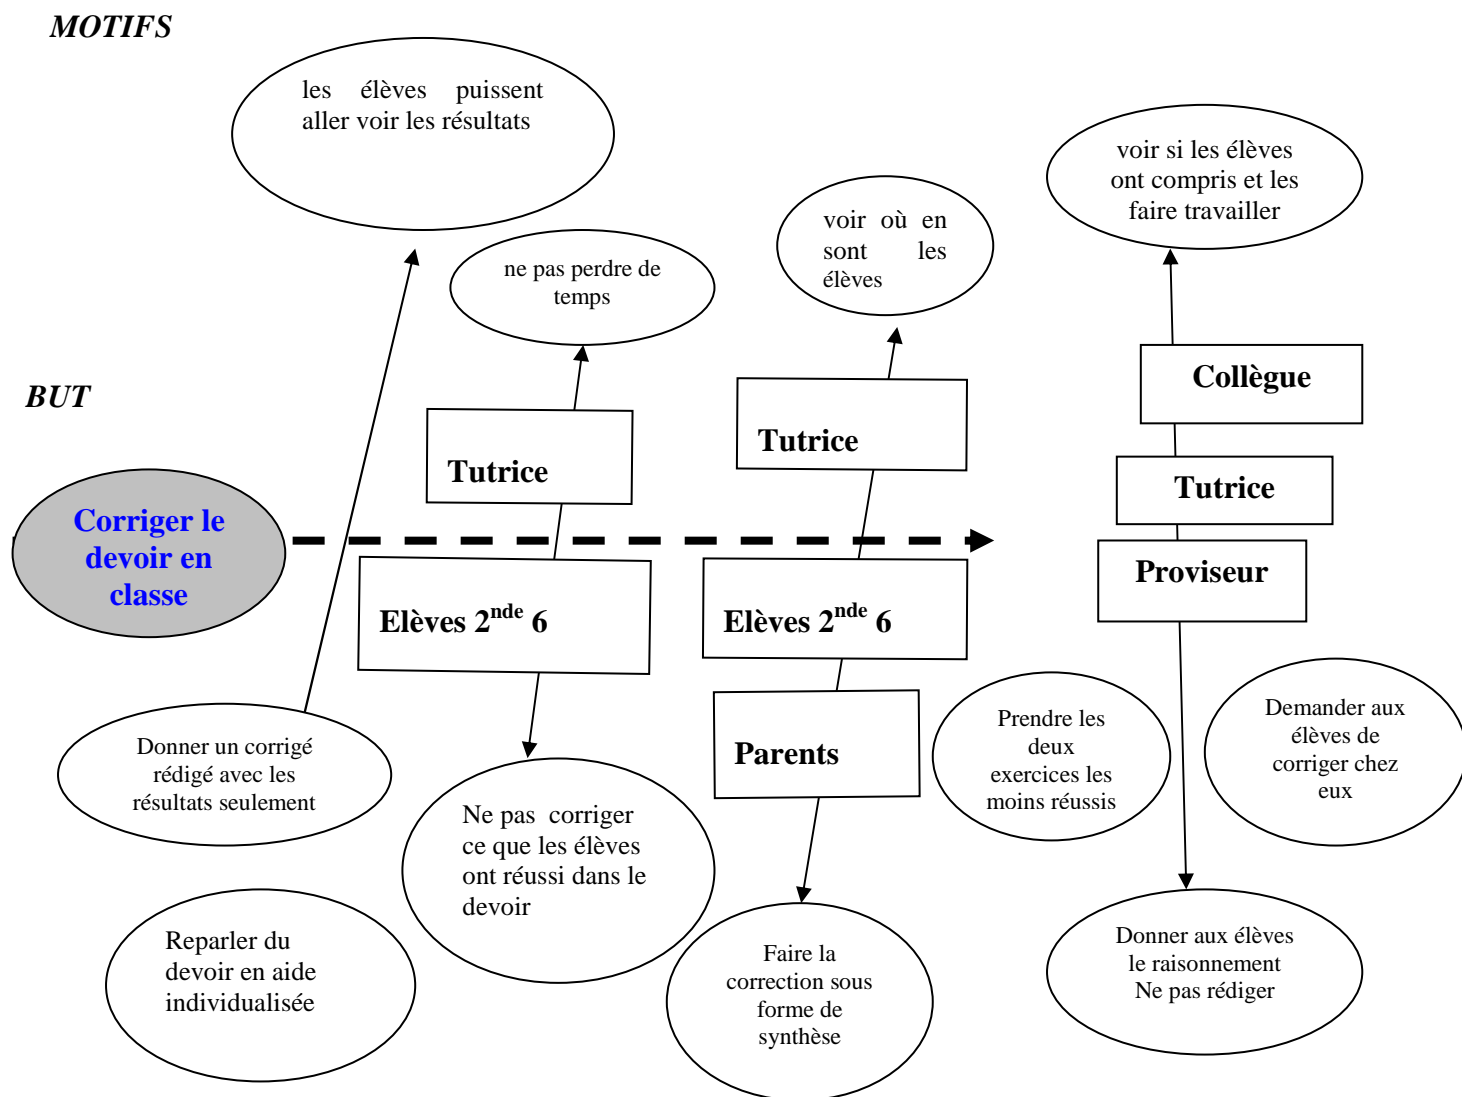 MOTIFS
les élèves puissent
aller voir les résultats
voir si les élèves
ont compris et les
faire travailler
voir où en
sont les
élèves
ne pas perdre de
temps
BUT
Collègue
Tutrice
Tutrice
Tutrice
Corriger le
devoir en
classe
Proviseur
Elèves 2nde 6
Elèves 2nde 6
Parents
Donner un corrigé
rédigé avec les
résultats seulement
Prendre les
deux
exercices les
moins réussis
Demander aux
élèves de
corriger chez
eux
Ne pas corriger
ce que les élèves
ont réussi dans le
devoir
Reparler du
devoir en aide
individualisée
Faire la
correction sous
forme de
synthèse
Donner aux élèves
le raisonnement
Ne pas rédiger